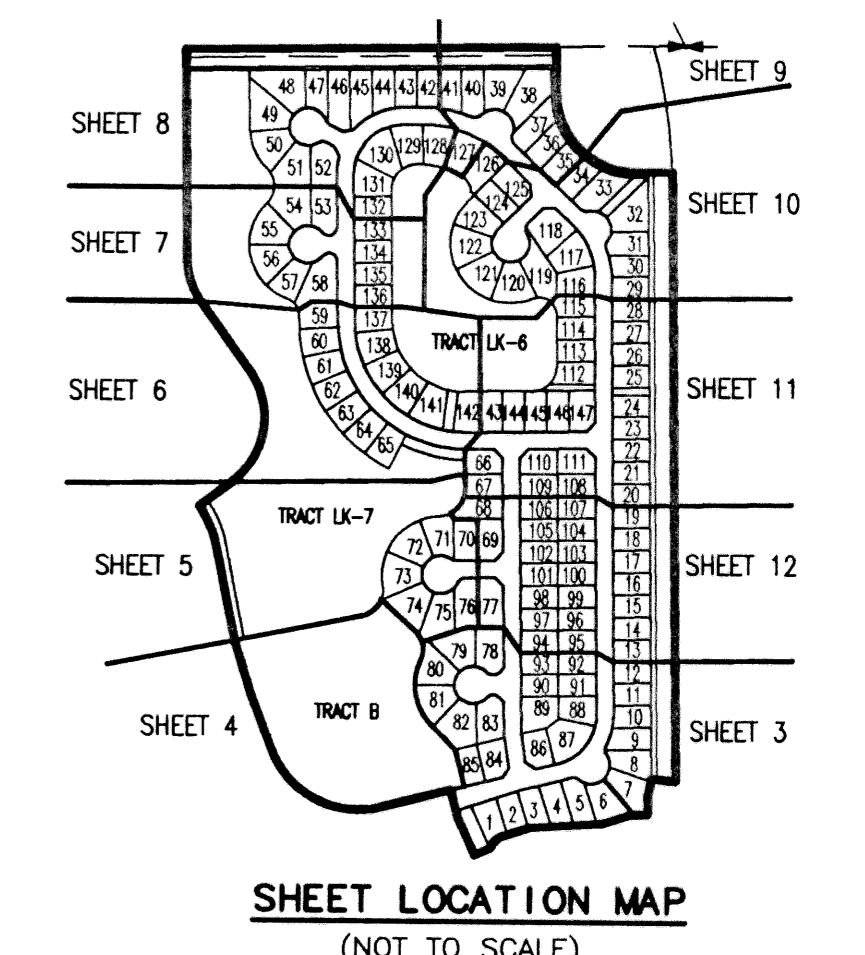 SHEET 9
48 47 46 45 44 43 42 41 40 39 38
SHEET 8
49 37
50 36
130 129 128 127 126 35
51 52 34 33
131 125
54 53 132 124 32 SHEET 10
55 133 123 118 31
SHEET 7
56 134 122 117 30
57 58 135 121 120 119 116 29
136 115 28
59 137 114 27
60 138 TRACT LK-6 113 26
61 139 112 25
SHEET 6 SHEET 11
62 140 141 142 43 144 145 146 147 24
63 23
64 22
65 66 110 111 21
67 109 108 20
68 106 107 19
TRACT LK-7
72 71 70 69 105 104 18
SHEET 5 102 103 17 SHEET 12
73 101 100 16
74 75 76 77 98 99 15
97 96 14
79 78 94 95 13
80 93 92 12
81 90 91 11
SHEET 4 TRACT B 82 83 89 88 10 SHEET 3
86 87 9
85 84 8
7
1 2 3 4 5 6
SHEET LOCATION MAP
(NOT TO SCALE)